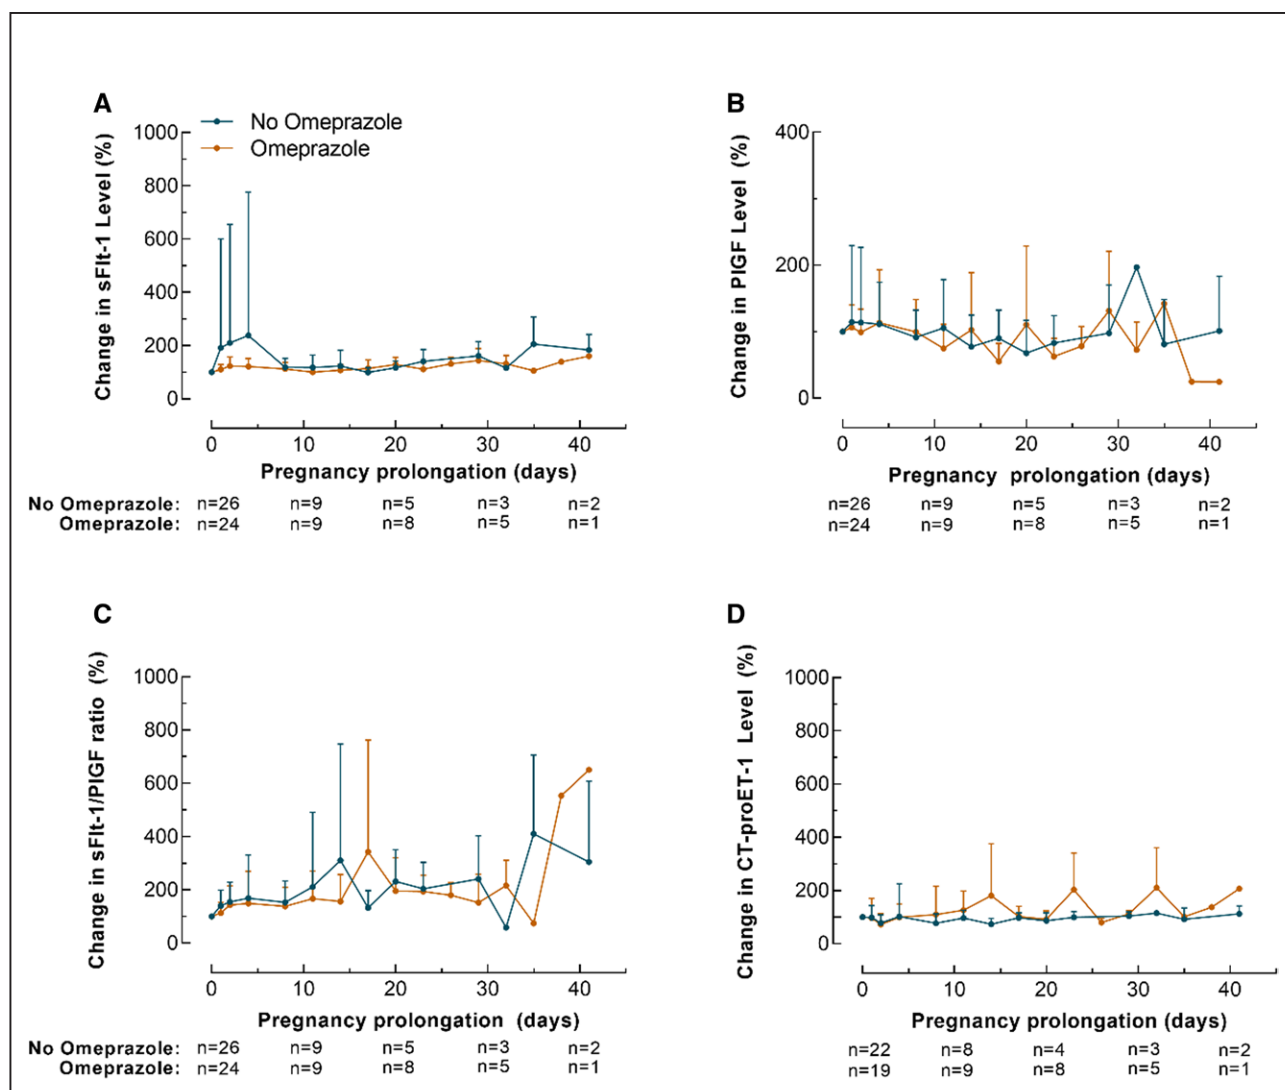 A
No Omeprazole
Omeprazole
Change in sFlt-1 Level (%)
1000
800
600
400
200
0
0 10 20 30 40
Pregnancy prolongation (days)
No Omeprazole: n=26 n=9 n=5 n=3 n=2
Omeprazole: n=24 n=9 n=8 n=5 n=1
B
Change in PlGF Level (%)
400
200
0
0 10 20 30 40
Pregnancy prolongation (days)
n=26 n=9 n=5 n=3 n=2
n=24 n=9 n=8 n=5 n=1
C
Change in sFlt-1/PlGF ratio (%)
1000
800
600
400
200
0
0 10 20 30 40
Pregnancy prolongation (days)
No Omeprazole: n=26 n=9 n=5 n=3 n=2
Omeprazole: n=24 n=9 n=8 n=5 n=1
D
Change in CT-proET-1 Level (%)
1000
800
600
400
200
0
0 10 20 30 40
Pregnancy prolongation (days)
n=22 n=8 n=4 n=3 n=2
n=19 n=9 n=8 n=5 n=1